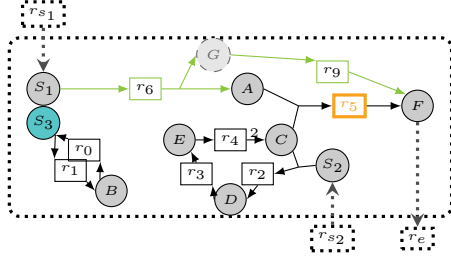 r_{s_1}
G
S_1
r_6
A
r_9
r_5
F
S_3
r_0
r_1
B
E
r_4
2
C
S_2
r_3
r_2
D
r_{s_2}
r_e